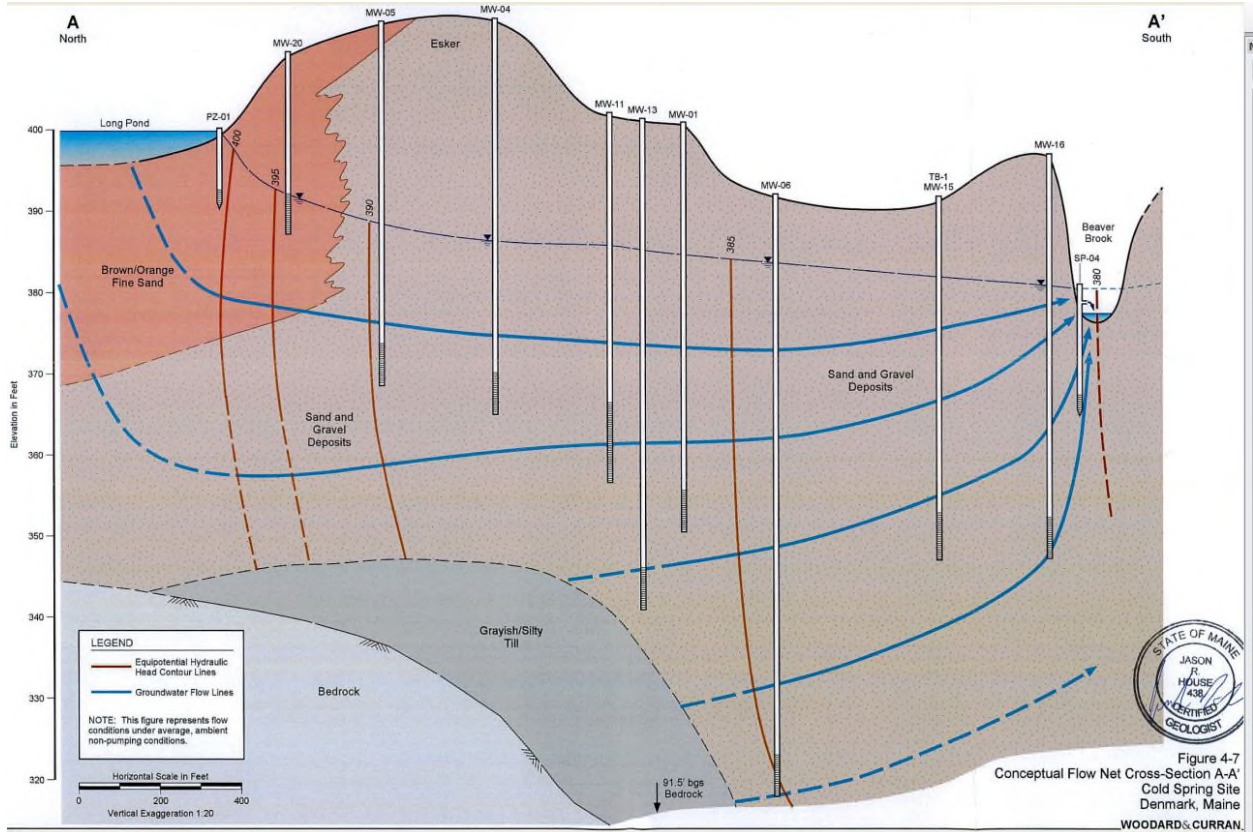 A
North
A'
South
MW-05
MW-04
MW-20
Esker
PZ-01
MW-11
MW-13
MW-01
Long Pond
400
400
MW-16
395
MW-06
TB-1
MW-15
390
390
Beaver
Brook
385
SP-04
380
Brown/Orange
Fine Sand
380
370
Sand and Gravel
Deposits
Sand and
Gravel
Deposits
Elevation in Feet
360
350
340
Grayish/Silty
Till
LEGEND
Equipotential Hydraulic
Head Contour Lines
Groundwater Flow Lines
NOTE: This figure represents flow
conditions under average, ambient
non-pumping conditions.
Bedrock
330
STATE OF MAINE
JASON
R.
HOUSE
438
CERTIFIED
GEOLOGIST
320
Horizontal Scale in Feet
0 200 400
Vertical Exaggeration 1:20
91.5' bgs
Bedrock
Figure 4-7
Conceptual Flow Net Cross-Section A-A'
Cold Spring Site
Denmark, Maine
WOODARD&CURRAN